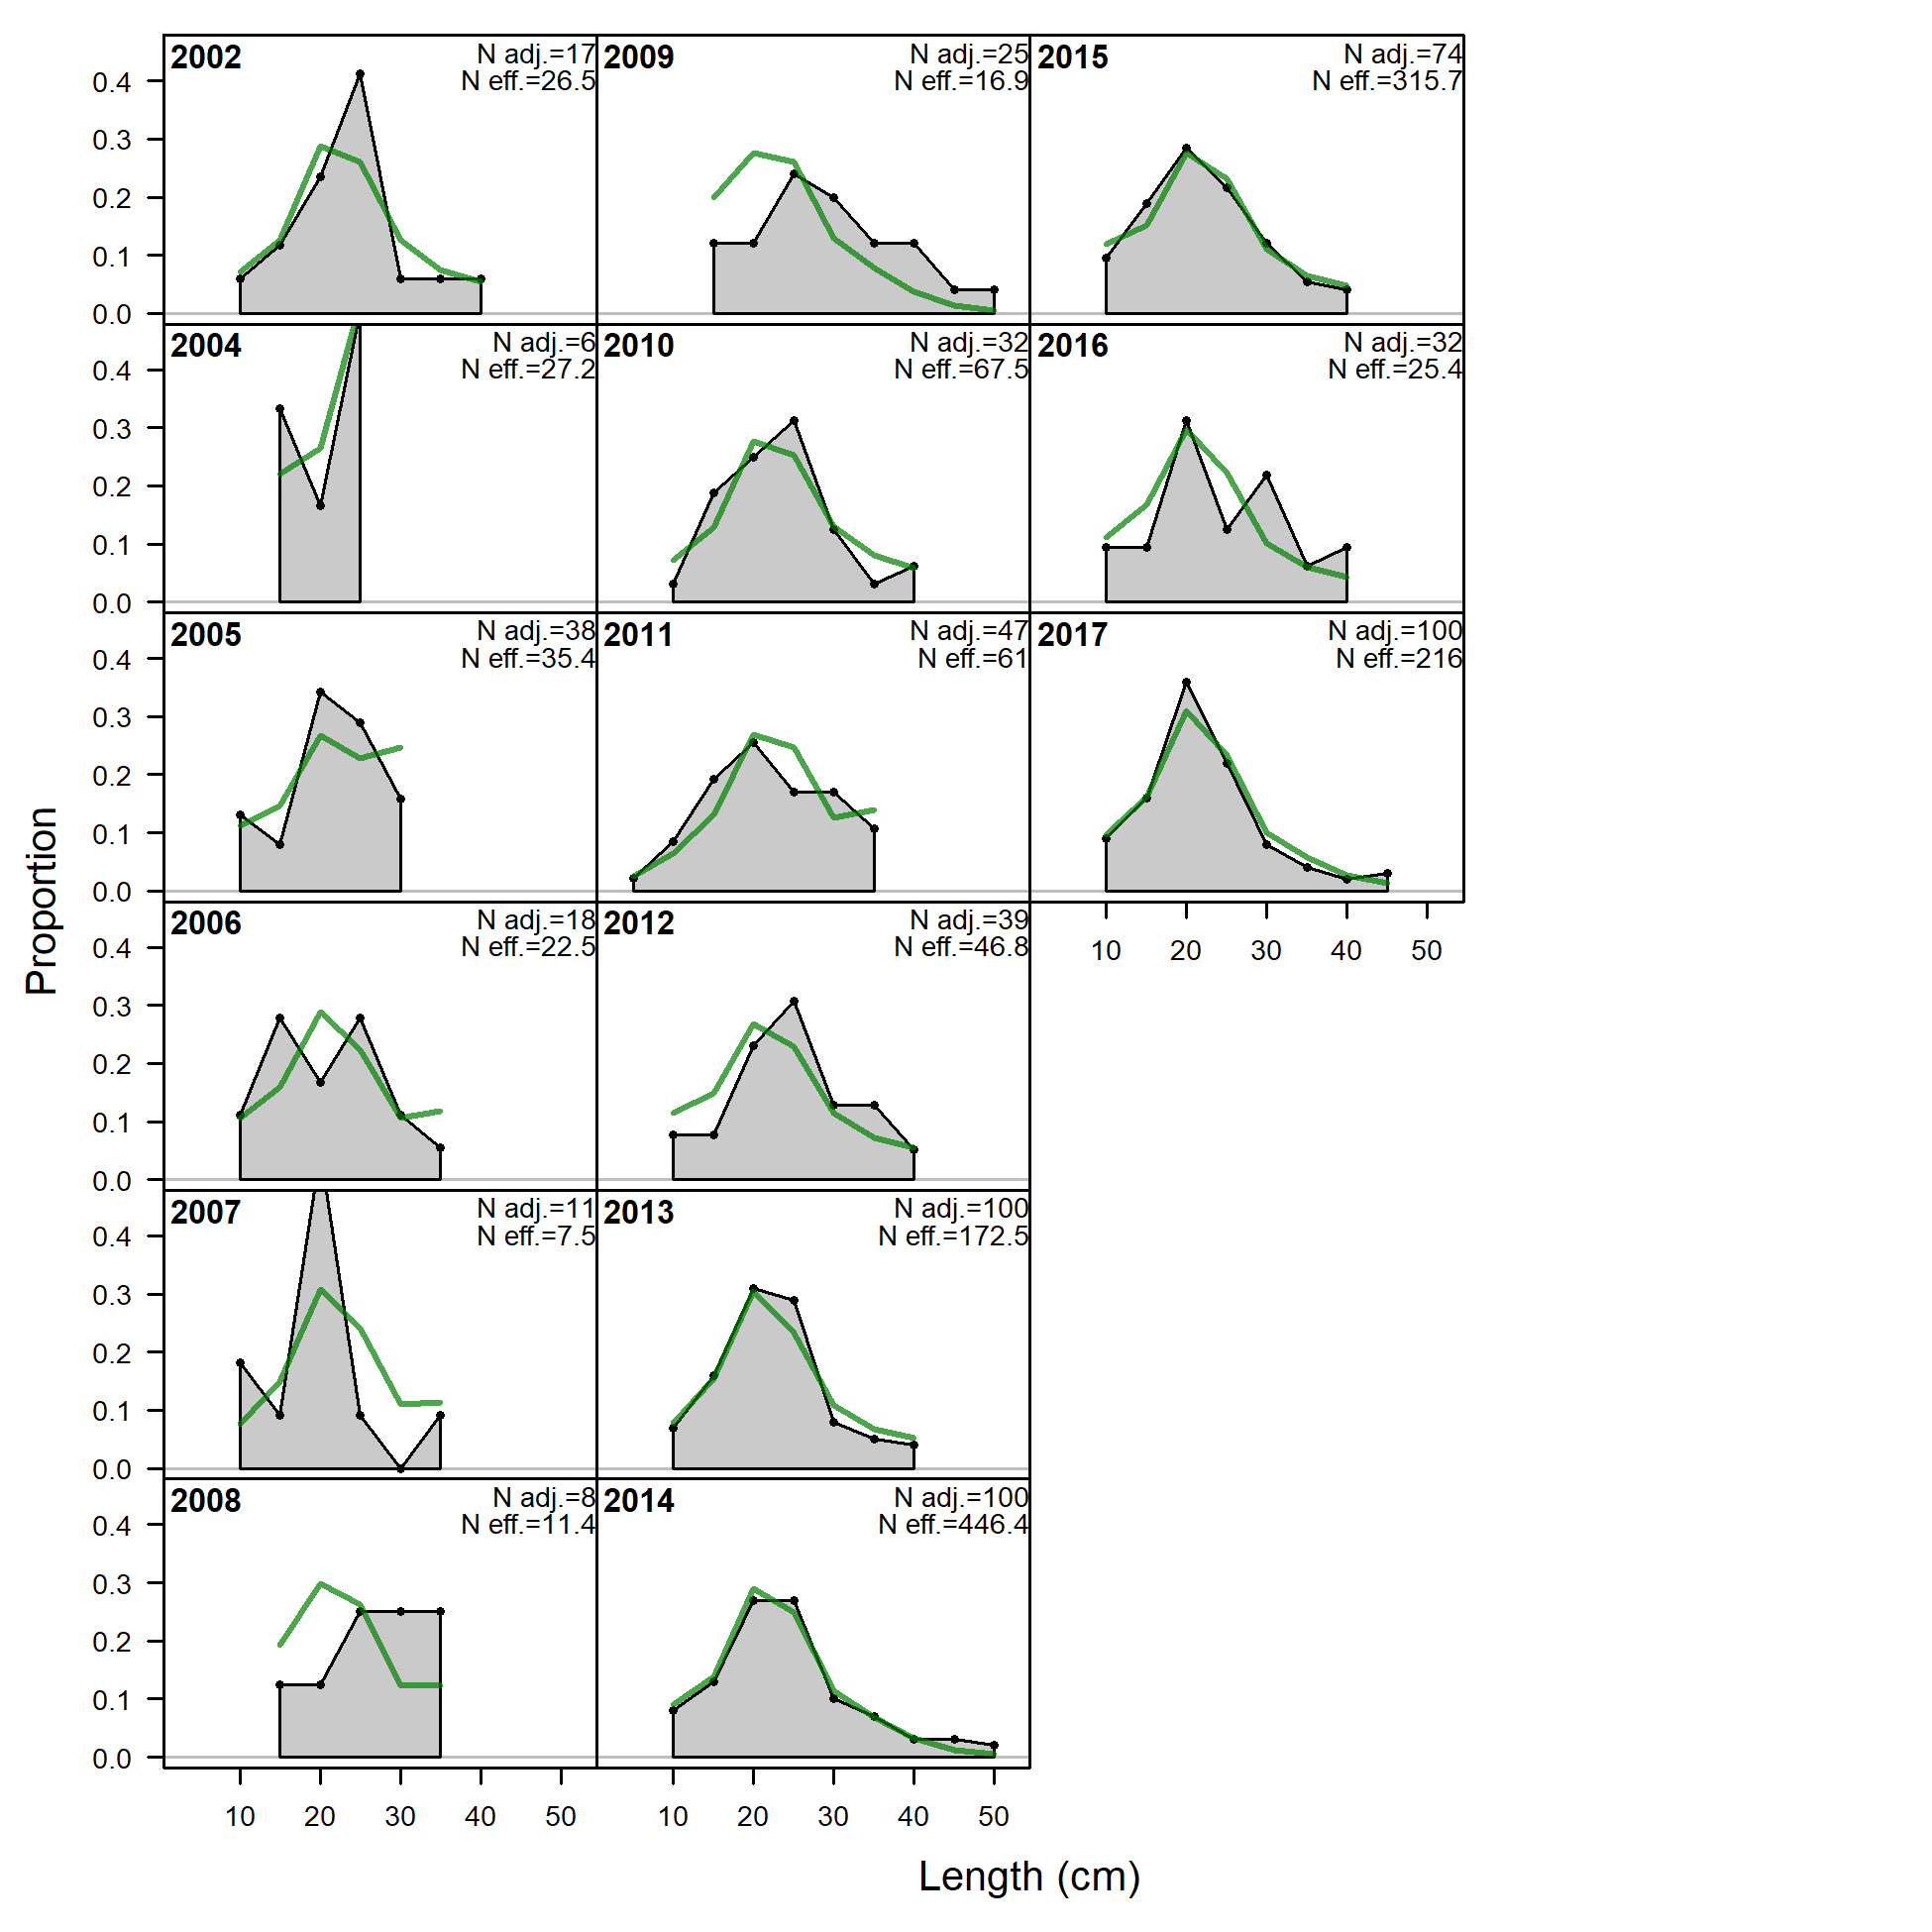 2002
N adj.=17
N eff.=26.5
2009
N adj.=25
N eff.=16.9
2015
N adj.=74
N eff.=315.7
0.4
0.3
0.2
0.1
0.0
2004
N adj.=6
N eff.=27.2
2010
N adj.=32
N eff.=67.5
2016
N adj.=32
N eff.=25.4
0.4
0.3
0.2
0.1
0.0
2005
N adj.=38
N eff.=35.4
2011
N adj.=47
N eff.=61
2017
N adj.=100
N eff.=216
0.4
0.3
0.2
0.1
0.0
10 20 30 40 50
Proportion
2006
N adj.=18
N eff.=22.5
2012
N adj.=39
N eff.=46.8
0.4
0.3
0.2
0.1
0.0
2007
N adj.=11
N eff.=7.5
2013
N adj.=100
N eff.=172.5
0.4
0.3
0.2
0.1
0.0
2008
N adj.=8
N eff.=11.4
2014
N adj.=100
N eff.=446.4
0.4
0.3
0.2
0.1
0.0
10 20 30 40 50
10 20 30 40 50
Length (cm)